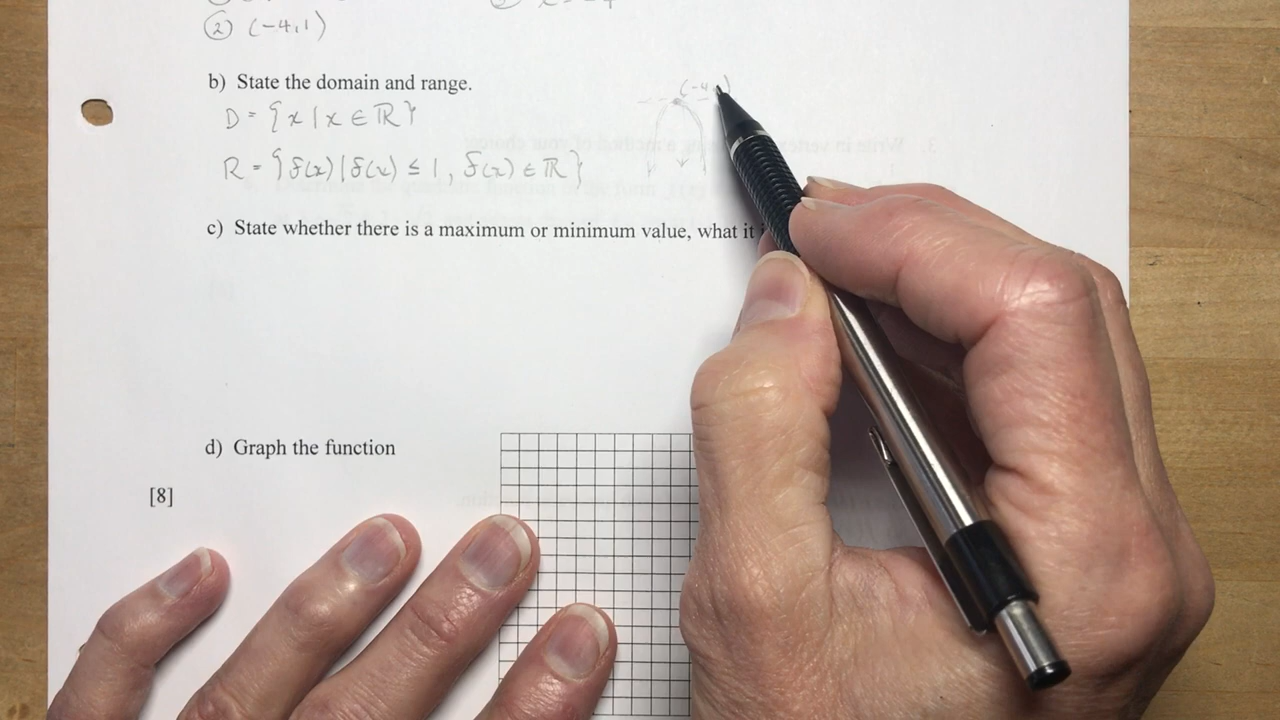 ② (-4,1)
b) State the domain and range.
(-4
D = {x | x ∈ ℝ}
R = {f(x) | f(x) ≤ 1, f(x) ∈ ℝ}
c) State whether there is a maximum or minimum value, what it
d) Graph the function
[8]